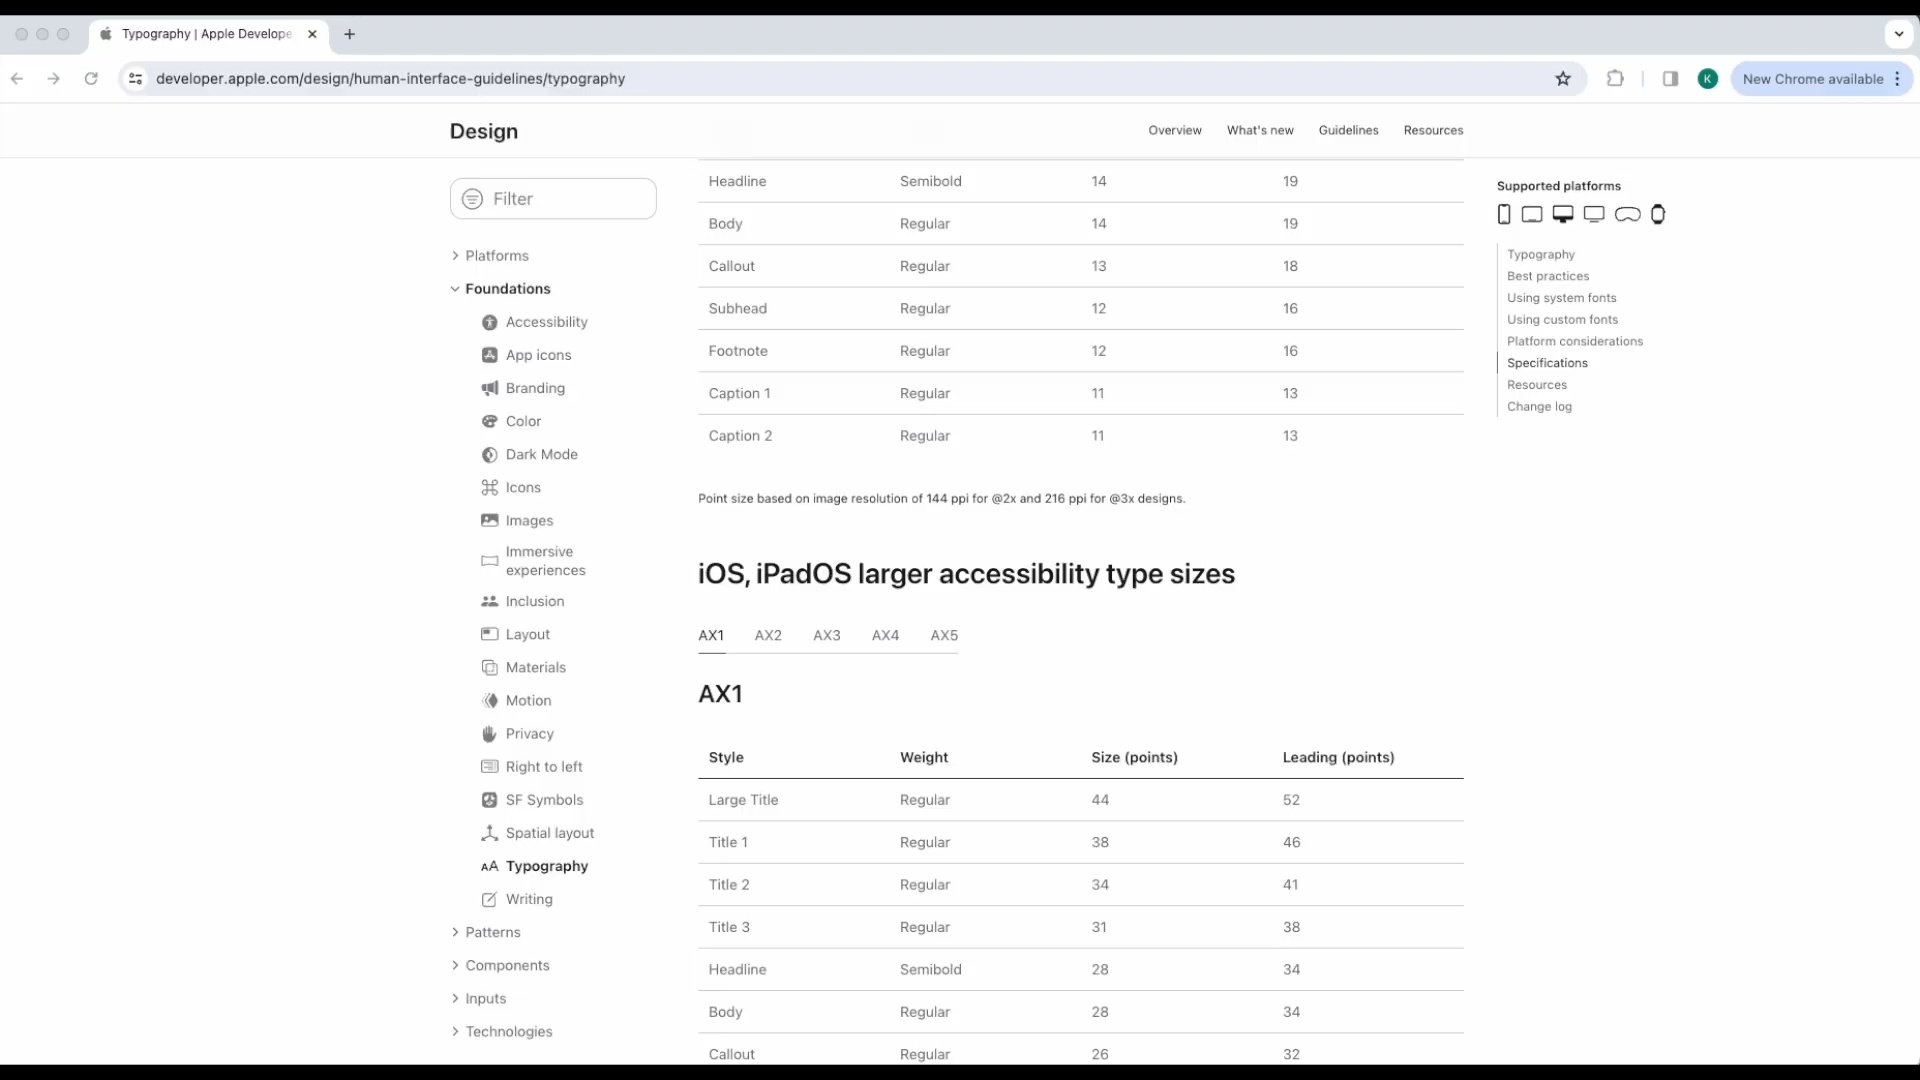 Typography | Apple Develope
developer.apple.com/design/human-interface-guidelines/typography
K
New Chrome available
Design
Overview What's new Guidelines Resources
Filter
Platforms
Foundations
Accessibility
App icons
Branding
Color
Dark Mode
Icons
Images
Immersive
experiences
Inclusion
Layout
Materials
Motion
Privacy
Right to left
SF Symbols
Spatial layout
Typography
Writing
Patterns
Components
Inputs
Technologies
Headline Semibold 14 19
Body Regular 14 19
Callout Regular 13 18
Subhead Regular 12 16
Footnote Regular 12 16
Caption 1 Regular 11 13
Caption 2 Regular 11 13
Point size based on image resolution of 144 ppi for @2x and 216 ppi for @3x designs.
iOS, iPadOS larger accessibility type sizes
AX1 AX2 AX3 AX4 AX5
AX1
Style Weight Size (points) Leading (points)
Large Title Regular 44 52
Title 1 Regular 38 46
Title 2 Regular 34 41
Title 3 Regular 31 38
Headline Semibold 28 34
Body Regular 28 34
Callout Regular 26 32
Supported platforms
Typography
Best practices
Using system fonts
Using custom fonts
Platform considerations
Specifications
Resources
Change log